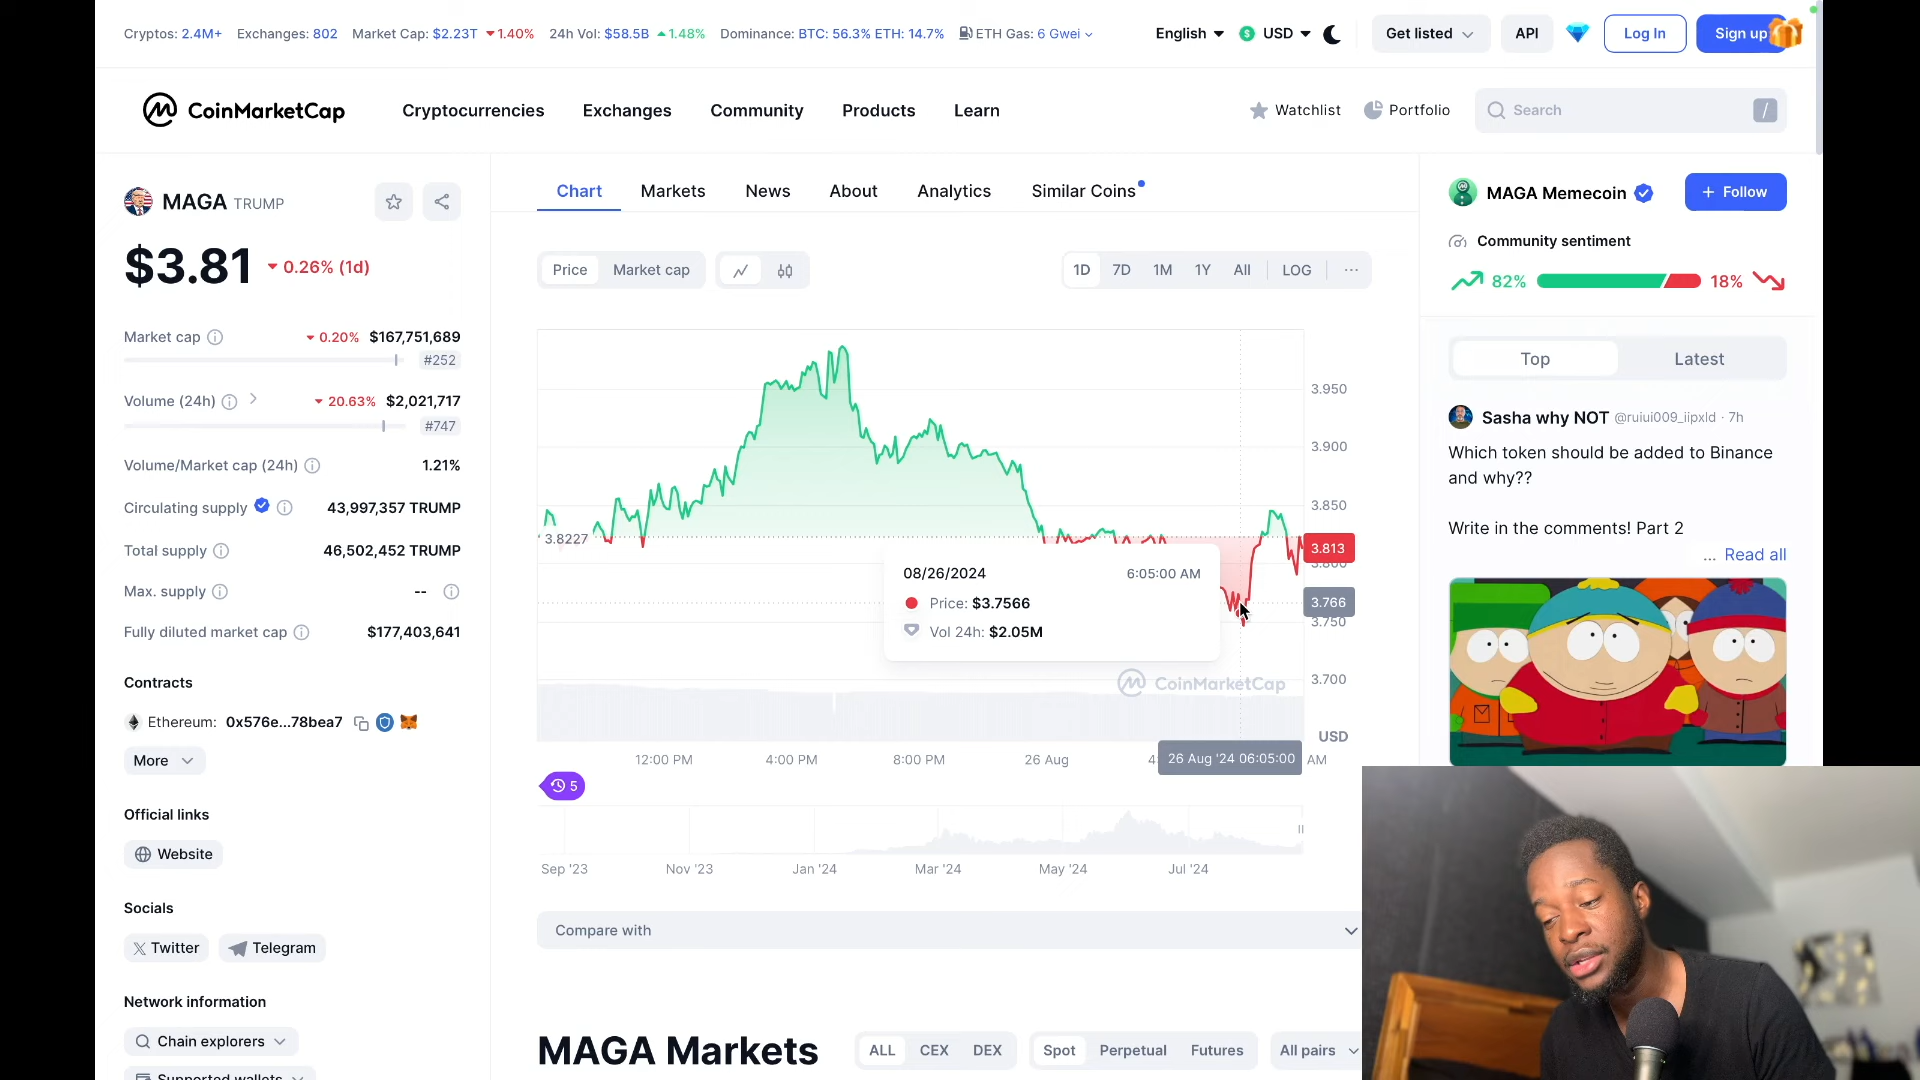 Cryptos: 2.4M+ Exchanges: 802 Market Cap: $2.23T 1.40% 24h Vol: $58.5B 1.48% Dominance: BTC: 56.3% ETH: 14.7% ETH Gas: 6 Gwei
English $ USD Get listed API Log In Sign up
CoinMarketCap Cryptocurrencies Exchanges Community Products Learn Watchlist Portfolio Search /
MAGA TRUMP
$3.81 0.26% (1d)
Market cap 0.20% $167,751,689
#252
Volume (24h) 20.63% $2,021,717
#747
Volume/Market cap (24h) 1.21%
Circulating supply 43,997,357 TRUMP
Total supply 46,502,452 TRUMP
Max. supply --
Fully diluted market cap $177,403,641
Contracts
Ethereum: 0x576e...78bea7
More
Official links
Website
Socials
Twitter Telegram
Network information
Chain explorers
Supported wallets
Chart Markets News About Analytics Similar Coins
Price Market cap 1D 7D 1M 1Y All LOG ...
3.950
3.900
3.850
3.8227
3.813
3.800
3.766
3.750
3.700
08/26/2024 6:05:00 AM
Price: $3.7566
Vol 24h: $2.05M
CoinMarketCap
USD
12:00 PM 4:00 PM 8:00 PM 26 Aug 4: 26 Aug '24 06:05:00 AM
5
Sep '23 Nov '23 Jan '24 Mar '24 May '24 Jul '24
Compare with
MAGA Markets ALL CEX DEX Spot Perpetual Futures All pairs
MAGA Memecoin + Follow
Community sentiment
82% 18%
Top Latest
Sasha why NOT @ruiui009_iipxld · 7h
Which token should be added to Binance
and why??
Write in the comments! Part 2
... Read all